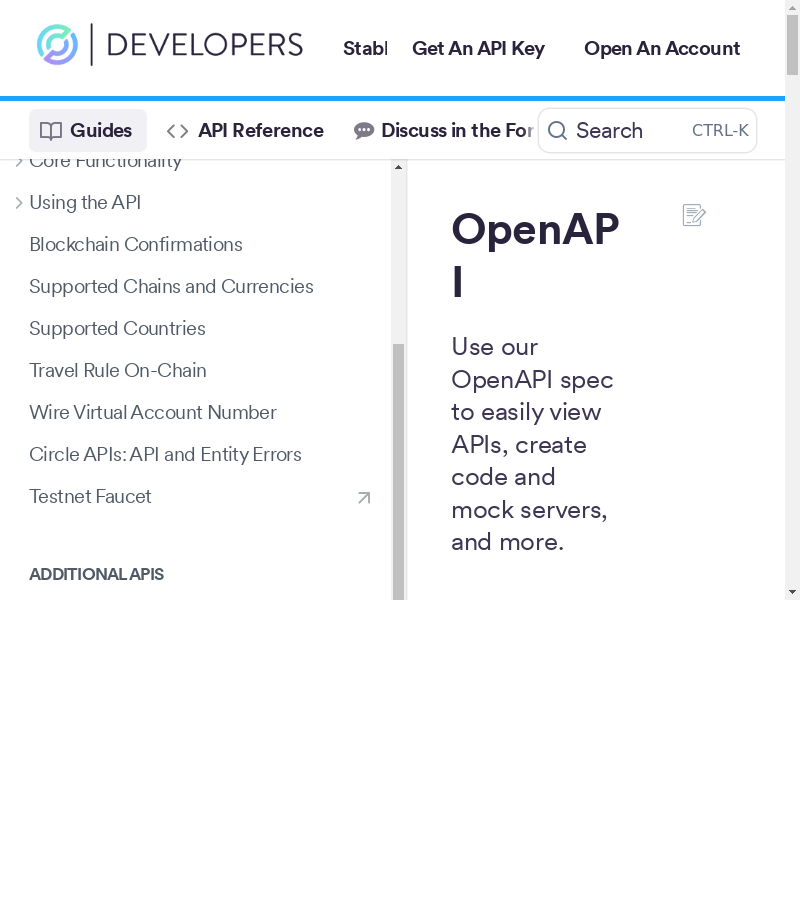 DEVELOPERS
Stabl
Get An API Key
Open An Account
Guides
API Reference
Discuss in the For
Search
CTRL-K
Core Functionality
Using the API
Blockchain Confirmations
Supported Chains and Currencies
Supported Countries
Travel Rule On-Chain
Wire Virtual Account Number
Circle APIs: API and Entity Errors
Testnet Faucet
ADDITIONAL APIS
OpenAP
I
Use our
OpenAPI spec
to easily view
APIs, create
code and
mock servers,
and more.